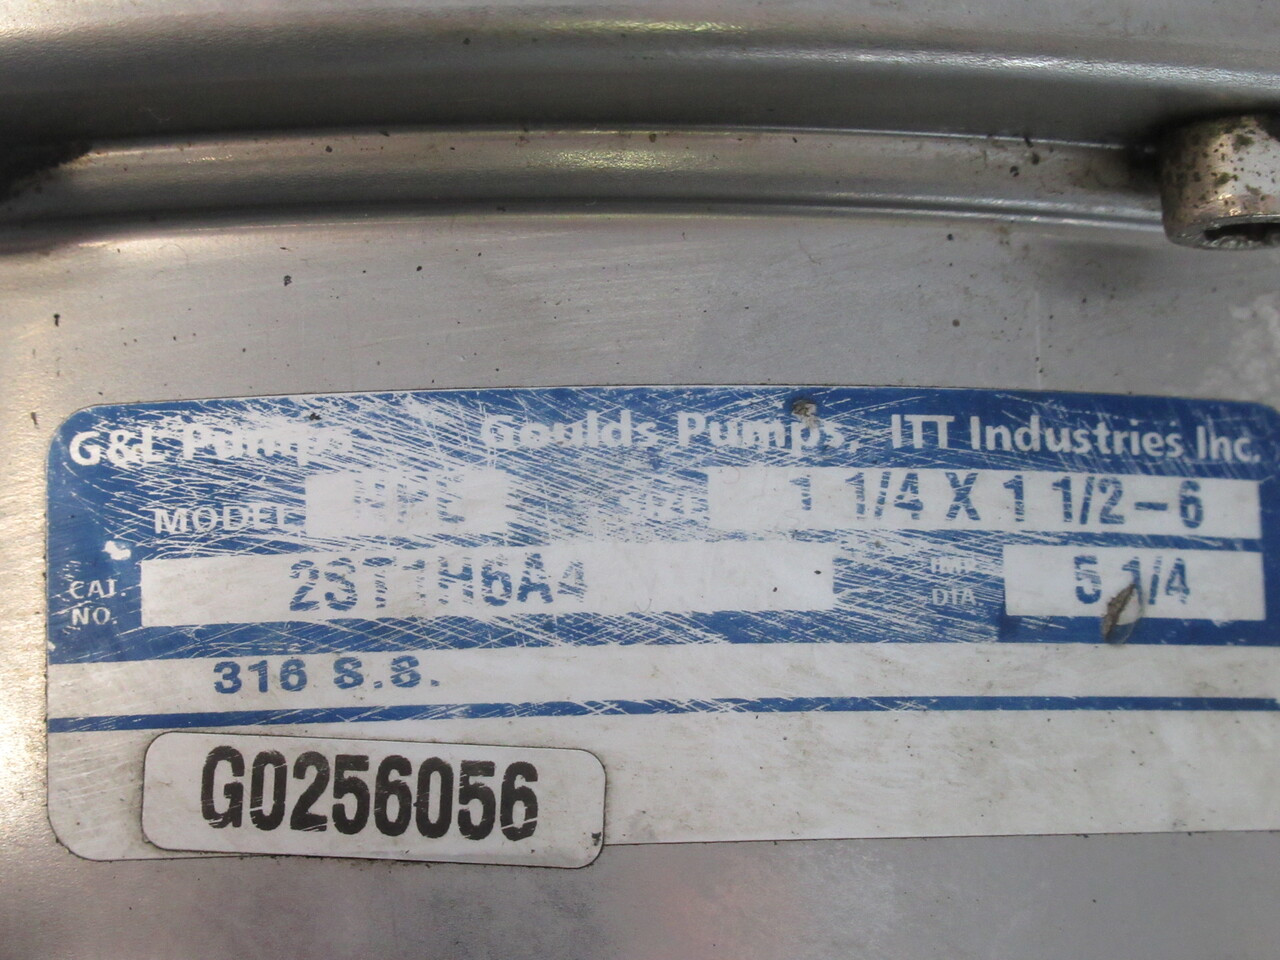 G&L Pumps Goulds Pumps, ITT Industries Inc.
MODEL 1 1/4 X 1 1/2-6
CAT. NO. IMP. DIA. 5 1/4
316 S.S.
G0256056